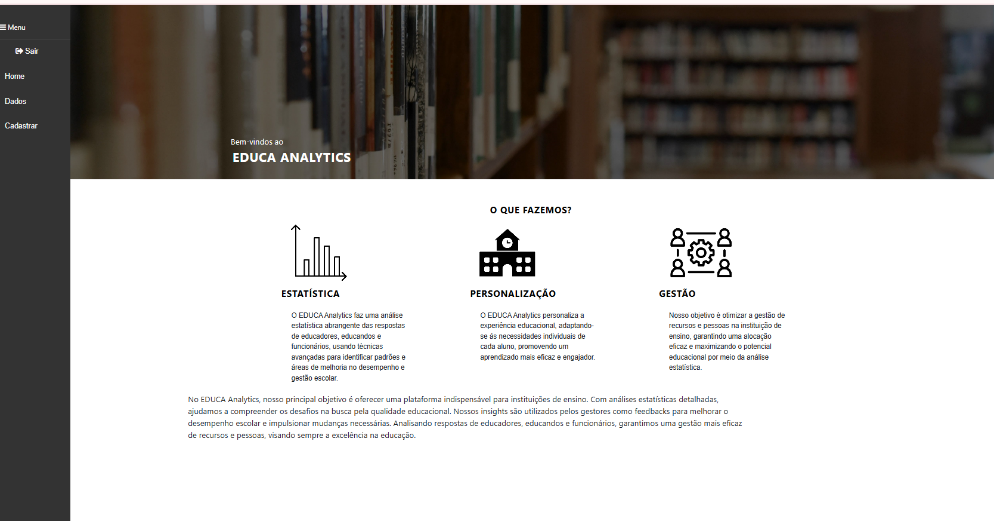 Menu
Sair
Home
Dados
Cadastrar
Bem-vindos ao
EDUCA ANALYTICS
O QUE FAZEMOS?
ESTATÍSTICA
O EDUCA Analytics faz uma análise
estatística abrangente das respostas
de educadores, educandos e
funcionários, usando técnicas
avançadas para identificar padrões e
áreas de melhoria no desempenho e
gestão escolar.
PERSONALIZAÇÃO
O EDUCA Analytics personaliza a
experiência educacional, adaptando-
se ás necessidades individuais de
cada aluno, promovendo um
aprendizado mais eficaz e engajador.
GESTÃO
Nosso objetivo é otimizar a gestão de
recursos e pessoas na instituição de
ensino, garantindo uma alocação
eficaz e maximizando o potencial
educacional por meio da análise
estatística.
No EDUCA Analytics, nosso principal objetivo é oferecer uma plataforma indispensável para instituições de ensino. Com análises estatísticas detalhadas,
ajudamos a compreender os desafios na busca pela qualidade educacional. Nossos insights são utilizados pelos gestores como feedbacks para melhorar o
desempenho escolar e impulsionar mudanças necessárias. Analisando respostas de educadores, educandos e funcionários, garantimos uma gestão mais eficaz
de recursos e pessoas, visando sempre a excelência na educação.